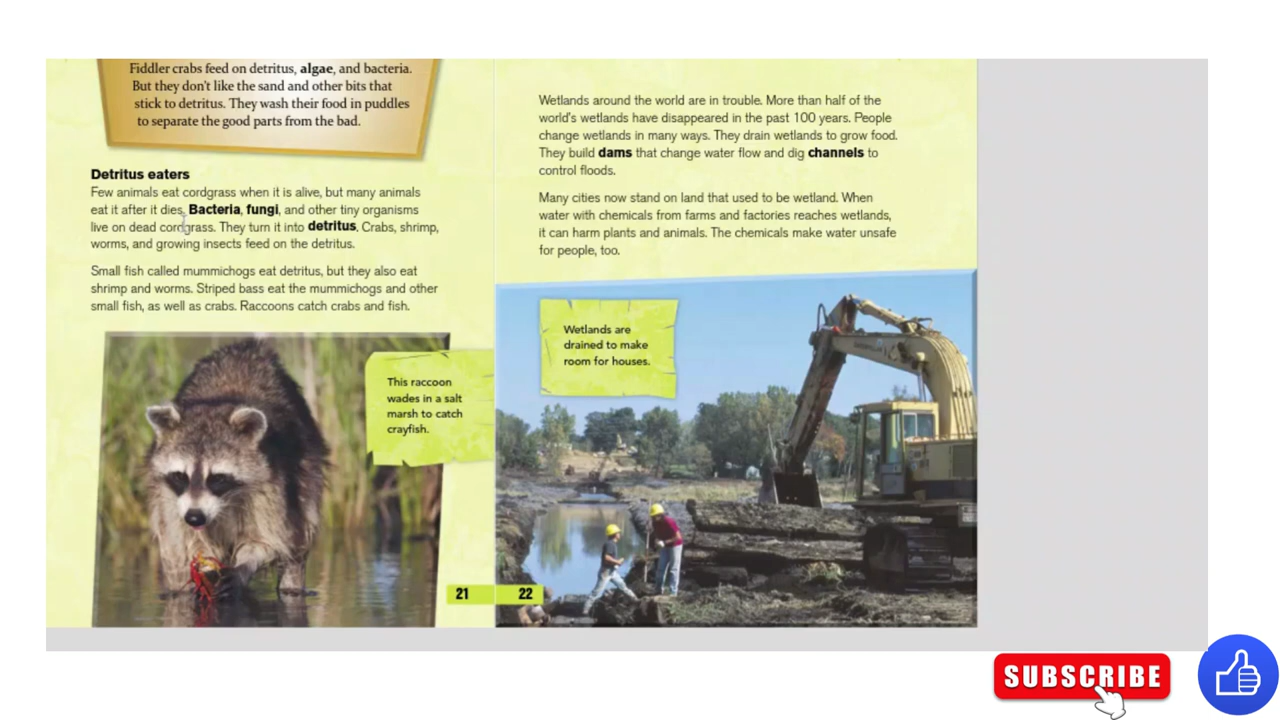 Fiddler crabs feed on detritus, algae, and bacteria.
But they don't like the sand and other bits that
stick to detritus. They wash their food in puddles
to separate the good parts from the bad.
Detritus eaters
Few animals eat cordgrass when it is alive, but many animals
eat it after it dies. Bacteria, fungi, and other tiny organisms
live on dead cordgrass. They turn it into detritus. Crabs, shrimp,
worms, and growing insects feed on the detritus.
Small fish called mummichogs eat detritus, but they also eat
shrimp and worms. Striped bass eat the mummichogs and other
small fish, as well as crabs. Raccoons catch crabs and fish.
This raccoon
wades in a salt
marsh to catch
crayfish.
21
Wetlands around the world are in trouble. More than half of the
world's wetlands have disappeared in the past 100 years. People
change wetlands in many ways. They drain wetlands to grow food.
They build dams that change water flow and dig channels to
control floods.
Many cities now stand on land that used to be wetland. When
water with chemicals from farms and factories reaches wetlands,
it can harm plants and animals. The chemicals make water unsafe
for people, too.
Wetlands are
drained to make
room for houses.
22
SUBSCRIBE